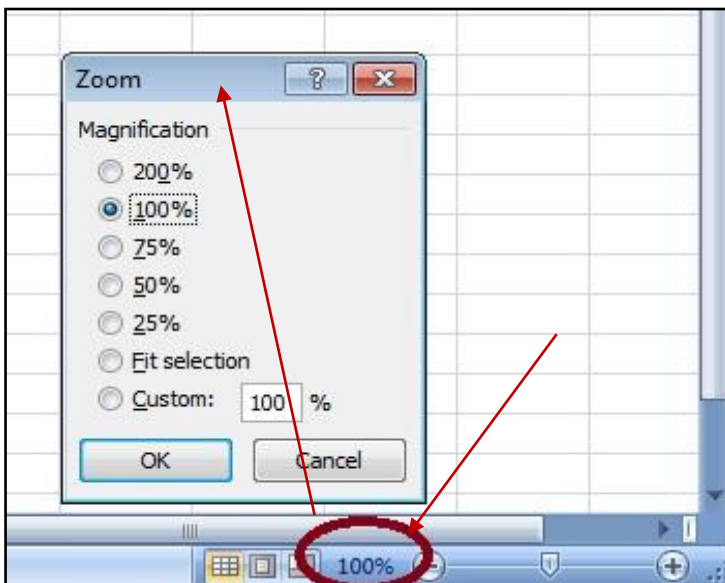 Zoom
Magnification
200%
100%
75%
50%
25%
Fit selection
Custom: 100 %
OK Cancel
100%